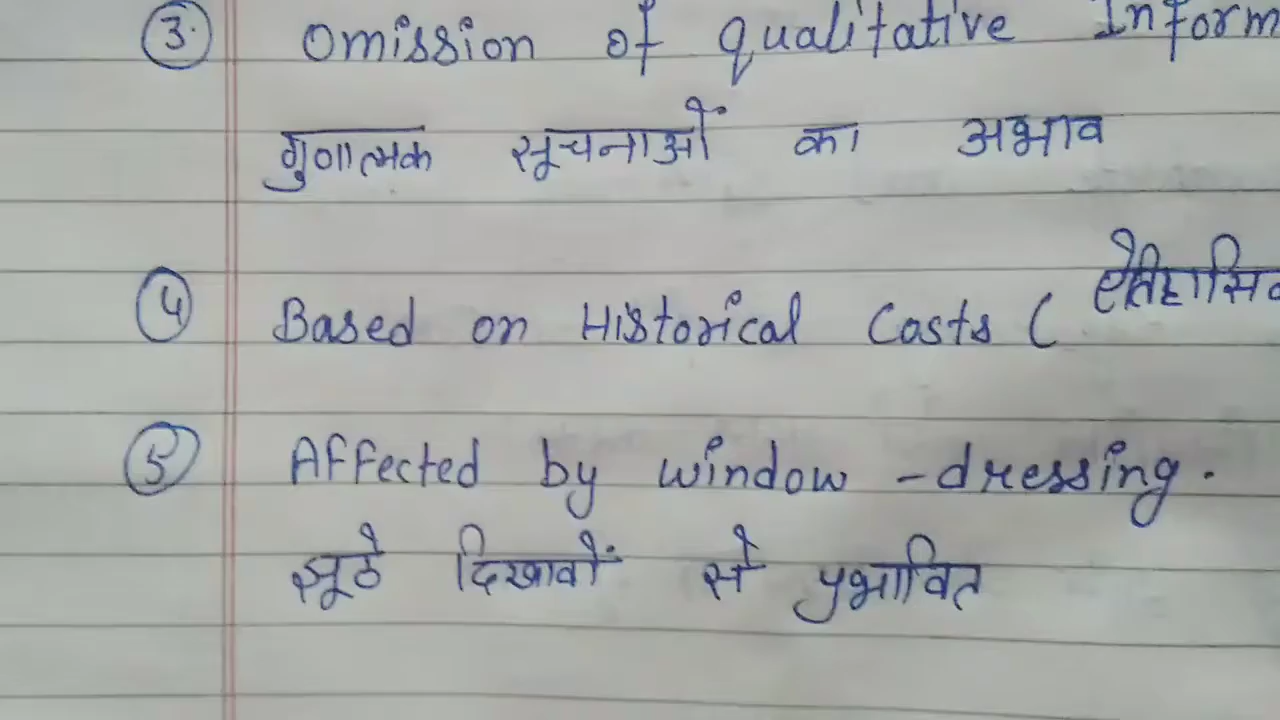 3. Omission of qualitative Inform
गुणात्मक सूचनाओं का अभाव
4 Based on Historical Costs ( ऐतिहासिक
5 Affected by window - dressing.
झूठे दिखावों से प्रभावित